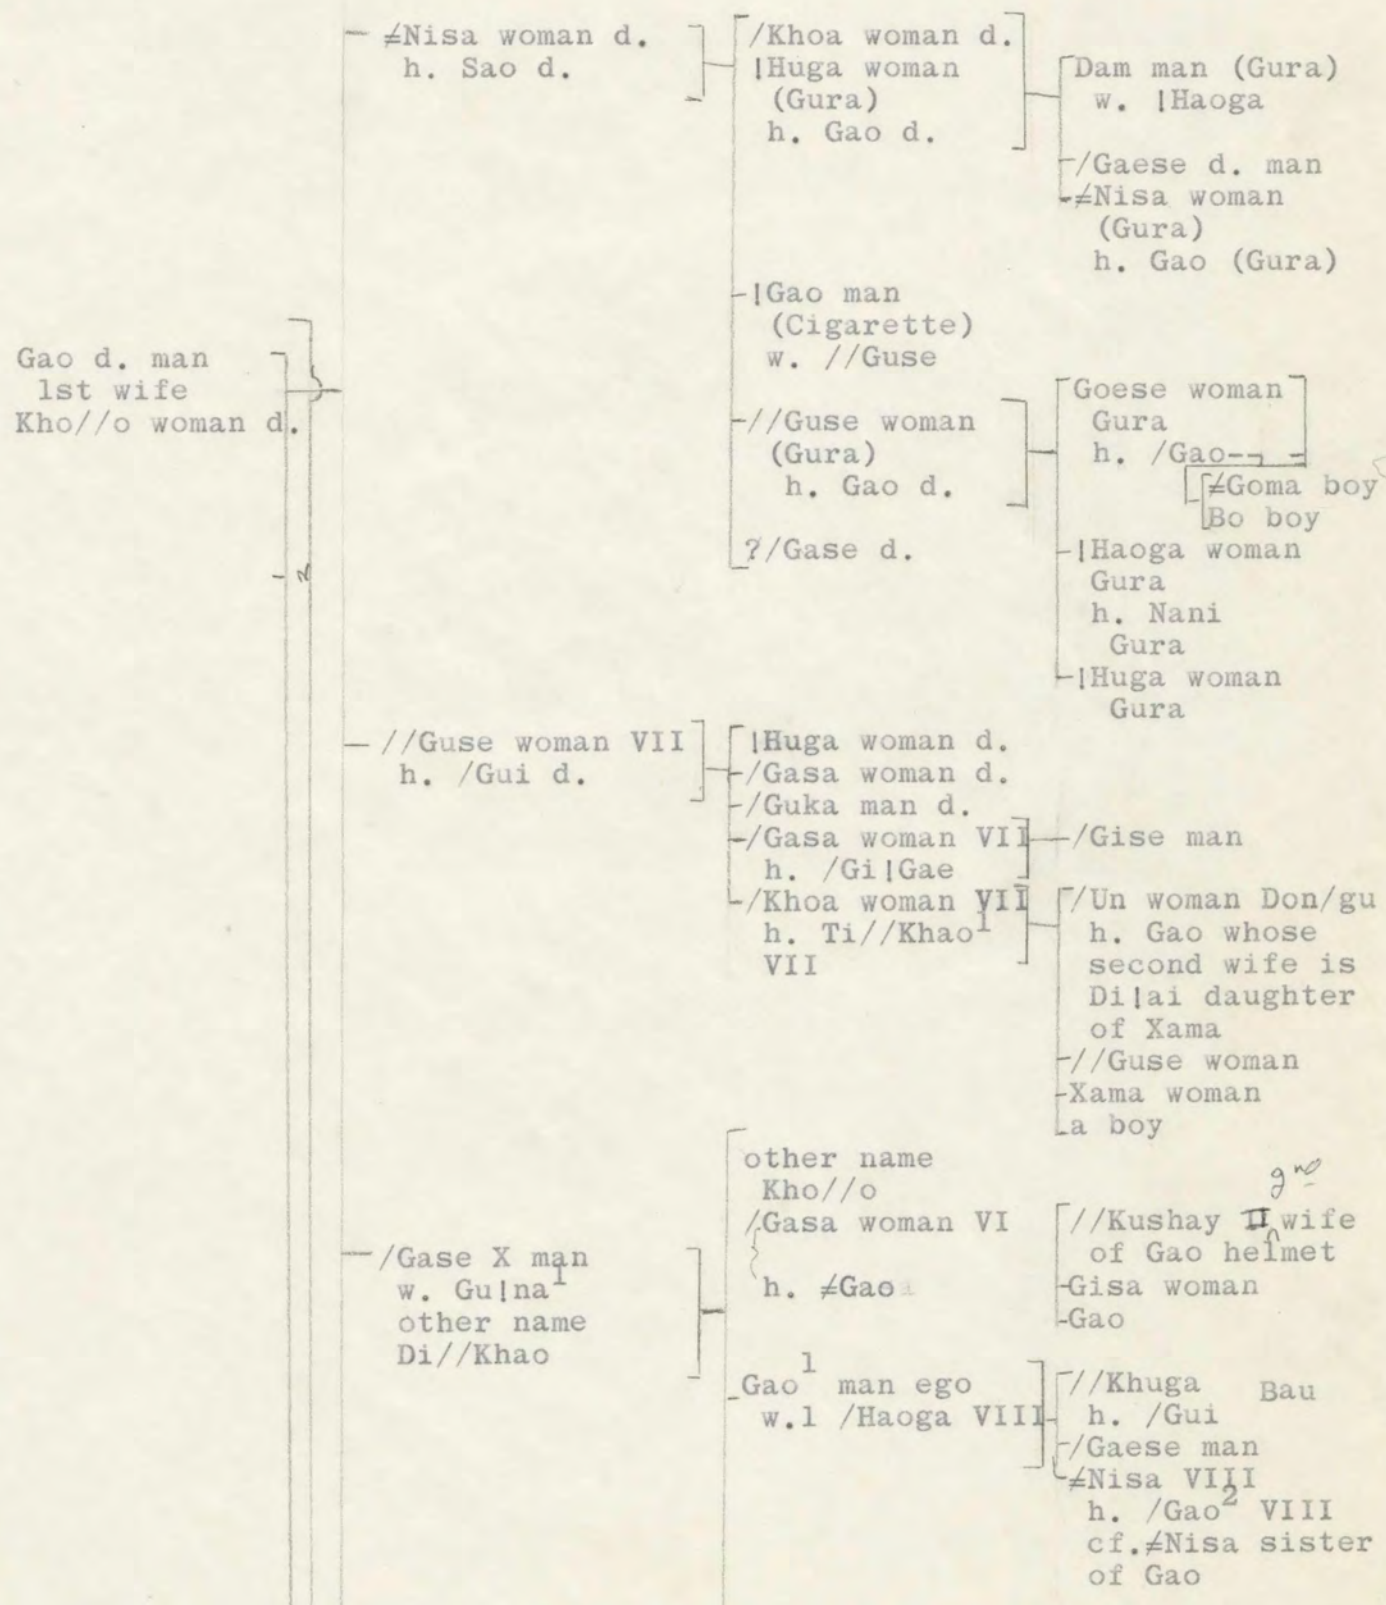 Gao d. man
1st wife
Kho//o woman d.
2
≠Nisa woman d.
h. Sao d.
/Khoa woman d.
|Huga woman
(Gura)
h. Gao d.
Dam man (Gura)
w. |Haoga
/Gaese d. man
≠Nisa woman
(Gura)
h. Gao (Gura)
|Gao man
(Cigarette)
w. //Guse
//Guse woman
(Gura)
h. Gao d.
Goese woman
Gura
h. /Gao
≠Goma boy
Bo boy
|Haoga woman
Gura
h. Nani
Gura
|Huga woman
Gura
?/Gase d.
//Guse woman VII
h. /Gui d.
|Huga woman d.
/Gasa woman d.
/Guka man d.
/Gasa woman VII
h. /Gi|Gae
/Gise man
/Khoa woman VII
h. Ti//Khao1
VII
/Un woman Don/gu
h. Gao whose
second wife is
Di|ai daughter
of Xama
//Guse woman
Xama woman
a boy
/Gase X man
w. Gu|na1
other name
Di//Khao
other name
Kho//o
/Gasa woman VI
h. ≠Gao
//Kushay II wife
of Gao helmet
Gisa woman
Gao
Gao1 man ego
w.1 /Haoga VIII
//Khuga Bau
h. /Gui
/Gaese man
≠Nisa VIII
h. /Gao2 VIII
cf.≠Nisa sister
of Gao